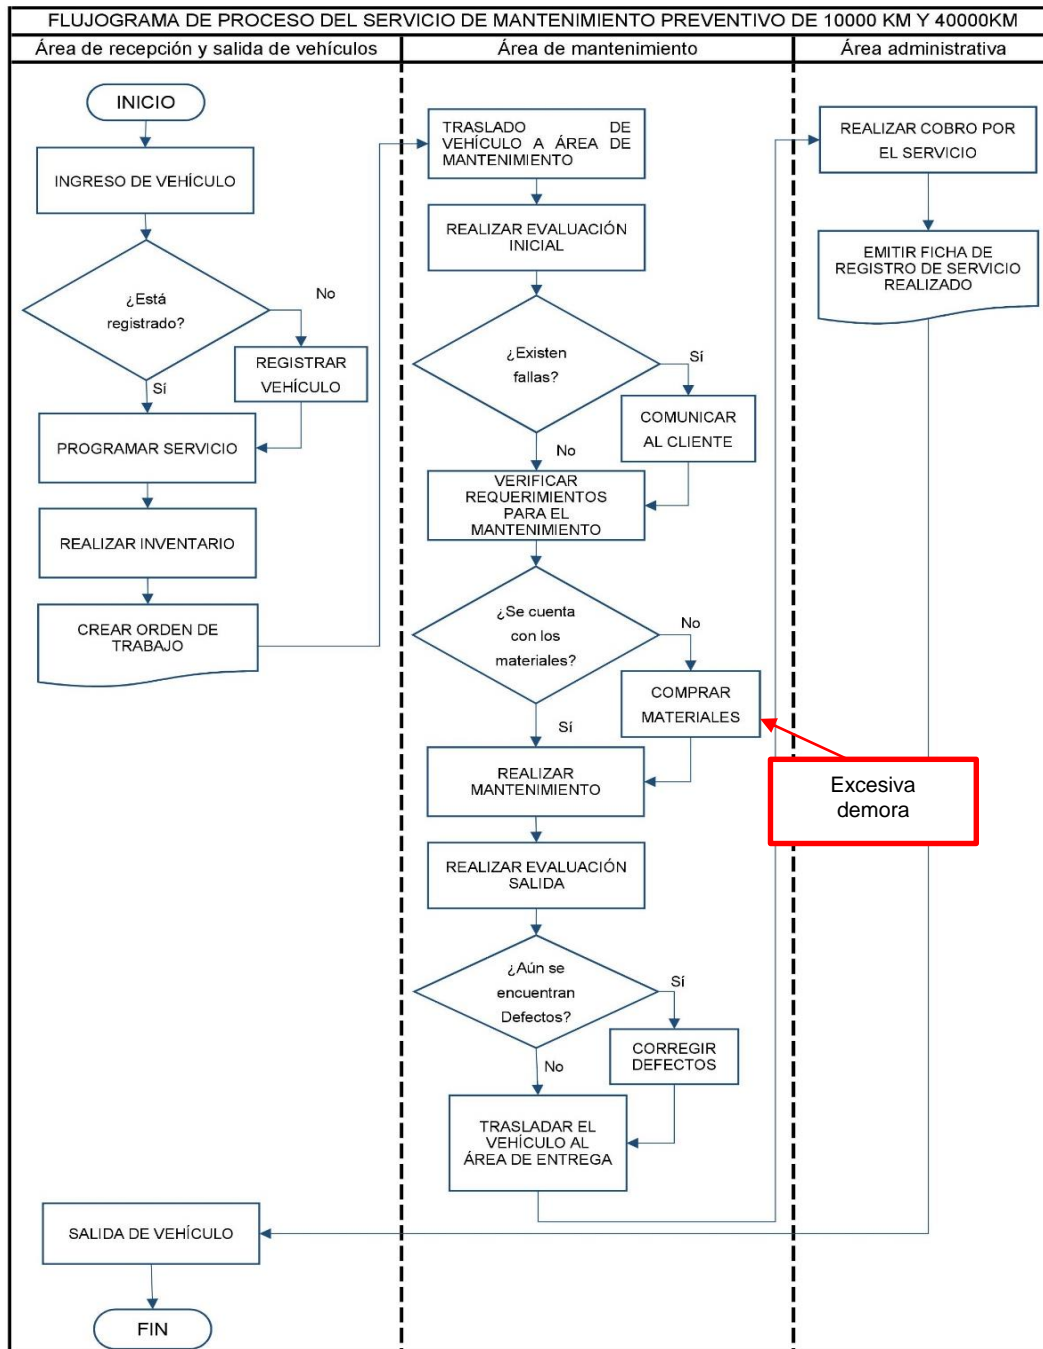 FLUJOGRAMA DE PROCESO DEL SERVICIO DE MANTENIMIENTO PREVENTIVO DE 10000 KM Y 40000KM
Área de recepción y salida de vehículos
Área de mantenimiento
Área administrativa
INICIO
INGRESO DE VEHÍCULO
¿Está
registrado?
No
REGISTRAR
VEHÍCULO
Sí
PROGRAMAR SERVICIO
REALIZAR INVENTARIO
CREAR ORDEN DE
TRABAJO
TRASLADO DE
VEHÍCULO A ÁREA DE
MANTENIMIENTO
REALIZAR EVALUACIÓN
INICIAL
¿Existen
fallas?
Sí
COMUNICAR
AL CLIENTE
No
VERIFICAR
REQUERIMIENTOS
PARA EL
MANTENIMIENTO
¿Se cuenta
con los
materiales?
No
COMPRAR
MATERIALES
Sí
Excesiva
demora
REALIZAR
MANTENIMIENTO
REALIZAR EVALUACIÓN
SALIDA
¿Aún se
encuentran
Defectos?
Sí
CORREGIR
DEFECTOS
No
TRASLADAR EL
VEHÍCULO AL
ÁREA DE ENTREGA
REALIZAR COBRO POR
EL SERVICIO
EMITIR FICHA DE
REGISTRO DE SERVICIO
REALIZADO
SALIDA DE VEHÍCULO
FIN